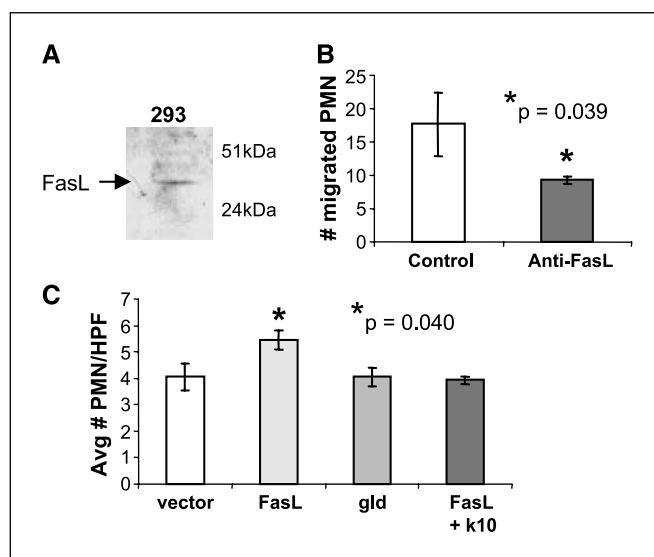 A
293
51kDa
FasL
24kDa
B
# migrated PMN
25
20
15
10
5
0
* p = 0.039
*
Control
Anti-FasL
C
Avg # PMN/HPF
7
6
5
4
3
2
1
0
*
* p = 0.040
vector
FasL
gld
FasL
+ k10